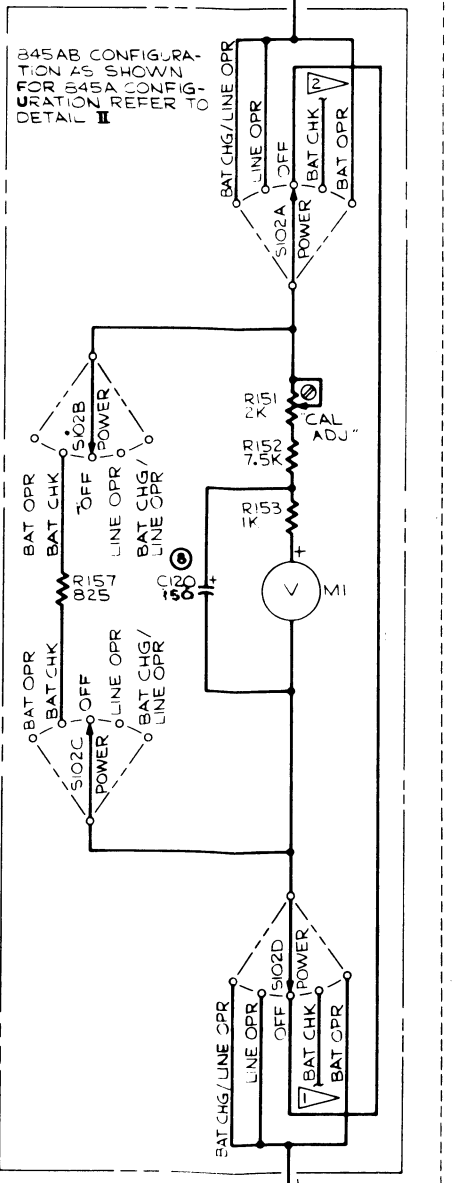 845AB CONFIGURA-
TION AS SHOWN
FOR 845A CONFIG-
URATION REFER TO
DETAIL II
BAT CHG/LINE OPR
LINE OPR
OFF
BAT CHK
BAT OPR
2
S102A
POWER
S102B
POWER
BAT OPR
BAT CHK
OFF
LINE OPR
BAT CHG/
LINE OPR
R151
2K
"CAL
ADJ"
R152
7.5K
R153
1K
8
C120
150
+
+
V
M1
R157
825
BAT OPR
BAT CHK
OFF
LINE OPR
BAT CHG/
LINE OPR
S102C
POWER
S102D
POWER
BAT CHG/LINE OPR
LINE OPR
OFF
BAT CHK
BAT OPR
1